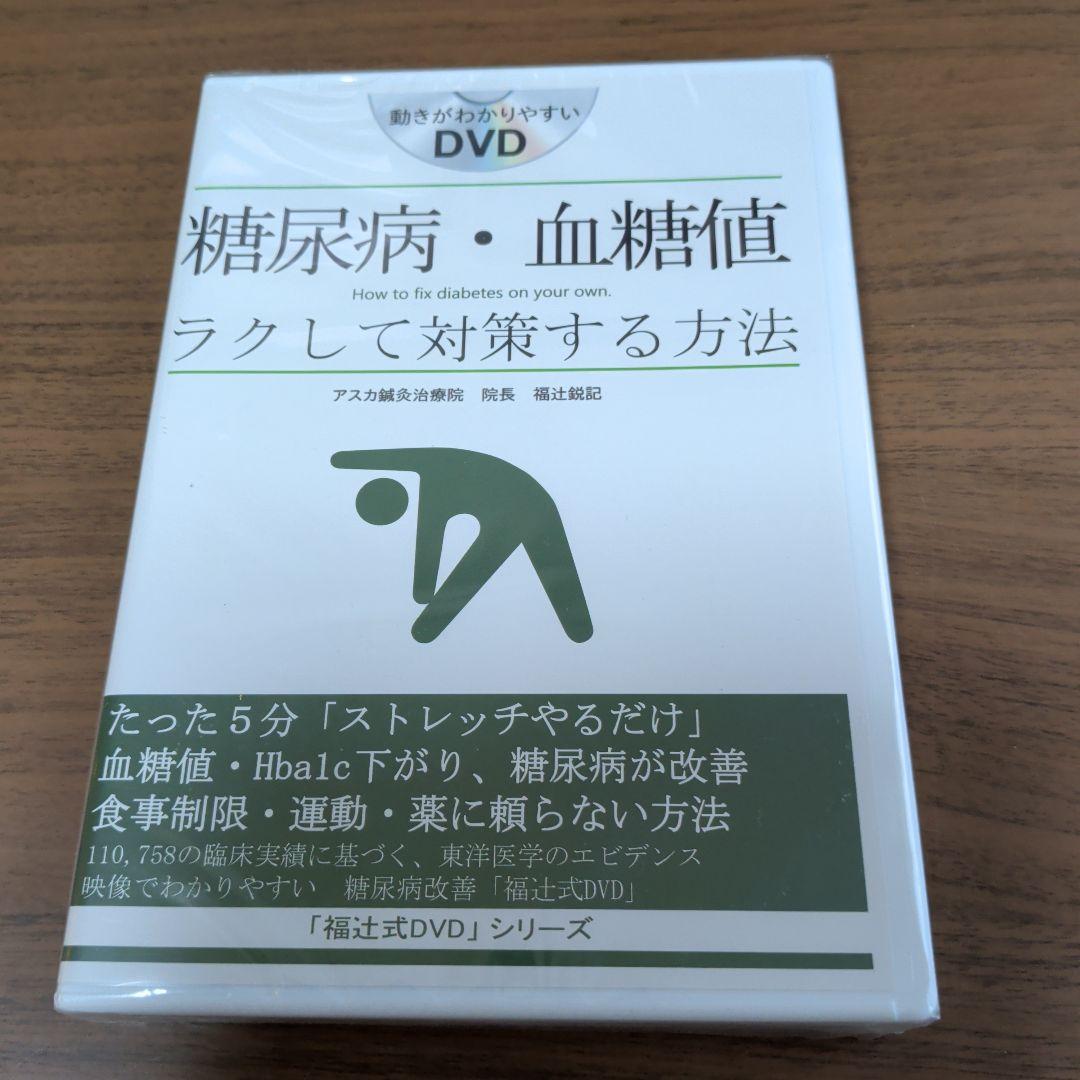 動きがわかりやすい
DVD
糖尿病・血糖値
How to fix diabetes on your own.
ラクして対策する方法
アスカ鍼灸治療院　院長　福辻鋭記
たった５分「ストレッチやるだけ」
血糖値・Hba1c下がり、糖尿病が改善
食事制限・運動・薬に頼らない方法
110,758の臨床実績に基づく、東洋医学のエビデンス
映像でわかりやすい　糖尿病改善「福辻式DVD」
「福辻式DVD」シリーズ